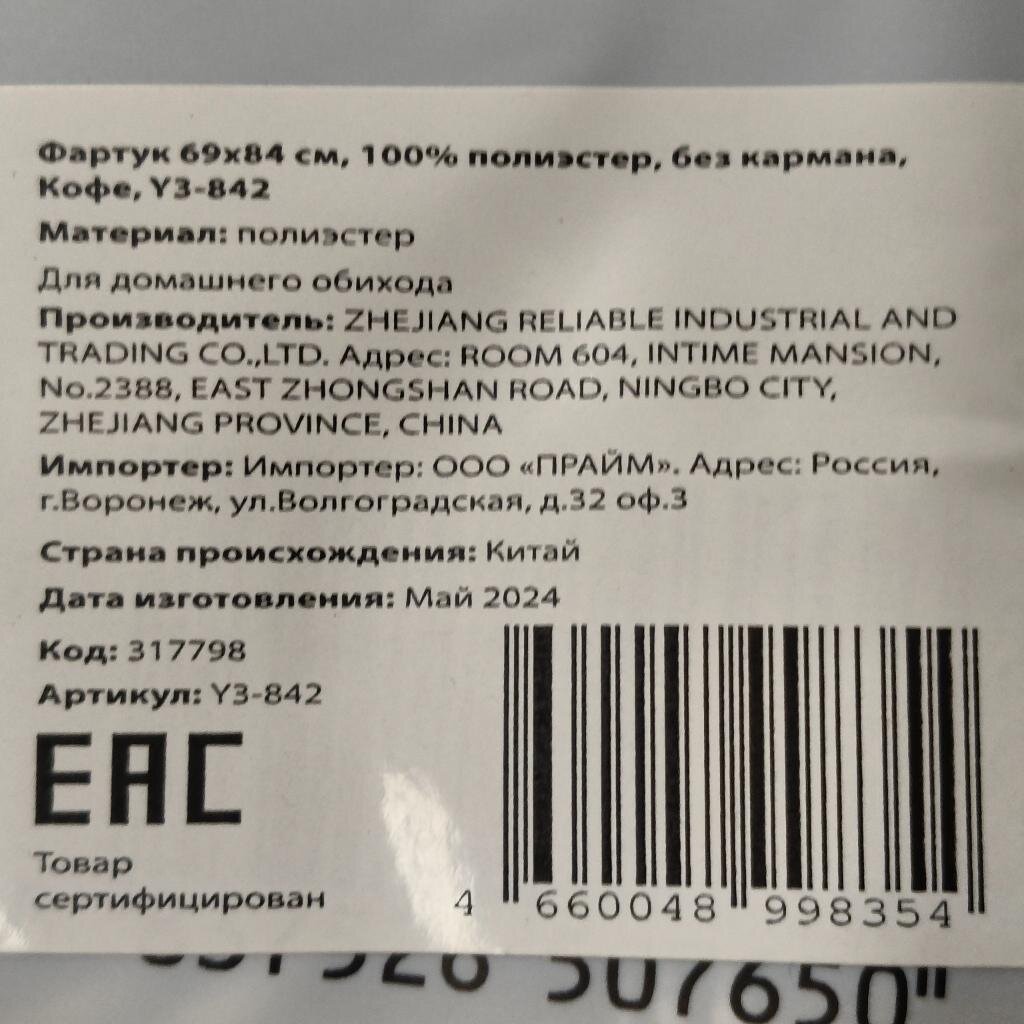 Фартук 69х84 см, 100% полиэстер, без кармана,
Кофе, Y3-842
Материал: полиэстер
Для домашнего обихода
Производитель: ZHEJIANG RELIABLE INDUSTRIAL AND
TRADING CO.,LTD. Адрес: ROOM 604, INTIME MANSION,
No.2388, EAST ZHONGSHAN ROAD, NINGBO CITY,
ZHEJIANG PROVINCE, CHINA
Импортер: Импортер: ООО «ПРАЙМ». Адрес: Россия,
г.Воронеж, ул.Волгоградская, д.32 оф.3
Страна происхождения: Китай
Дата изготовления: Май 2024
Код: 317798
Артикул: Y3-842
EAC
Товар
сертифицирован
4 660048 998354
507650